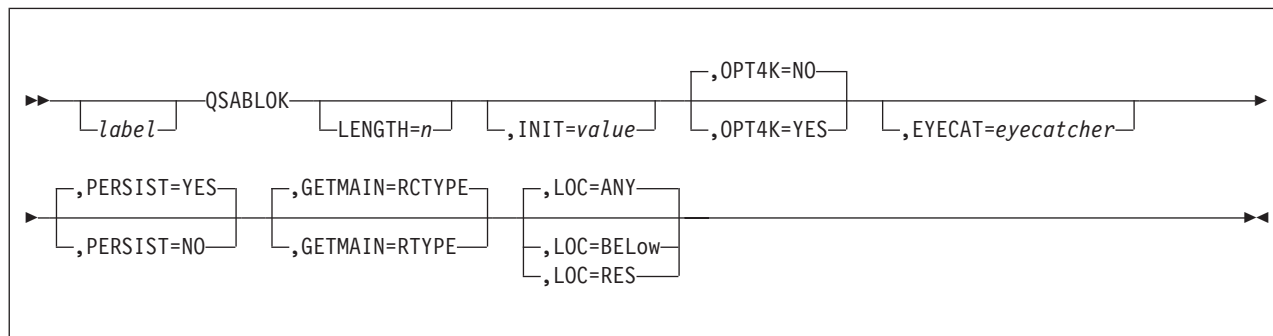 ,OPT4K=NO
label QSABLOK LENGTH=n ,INIT=value ,OPT4K=YES ,EYECAT=eyecatcher
,PERSIST=YES ,GETMAIN=RCTYPE ,LOC=ANY
,PERSIST=NO ,GETMAIN=RTYPE ,LOC=BELow
,LOC=RES